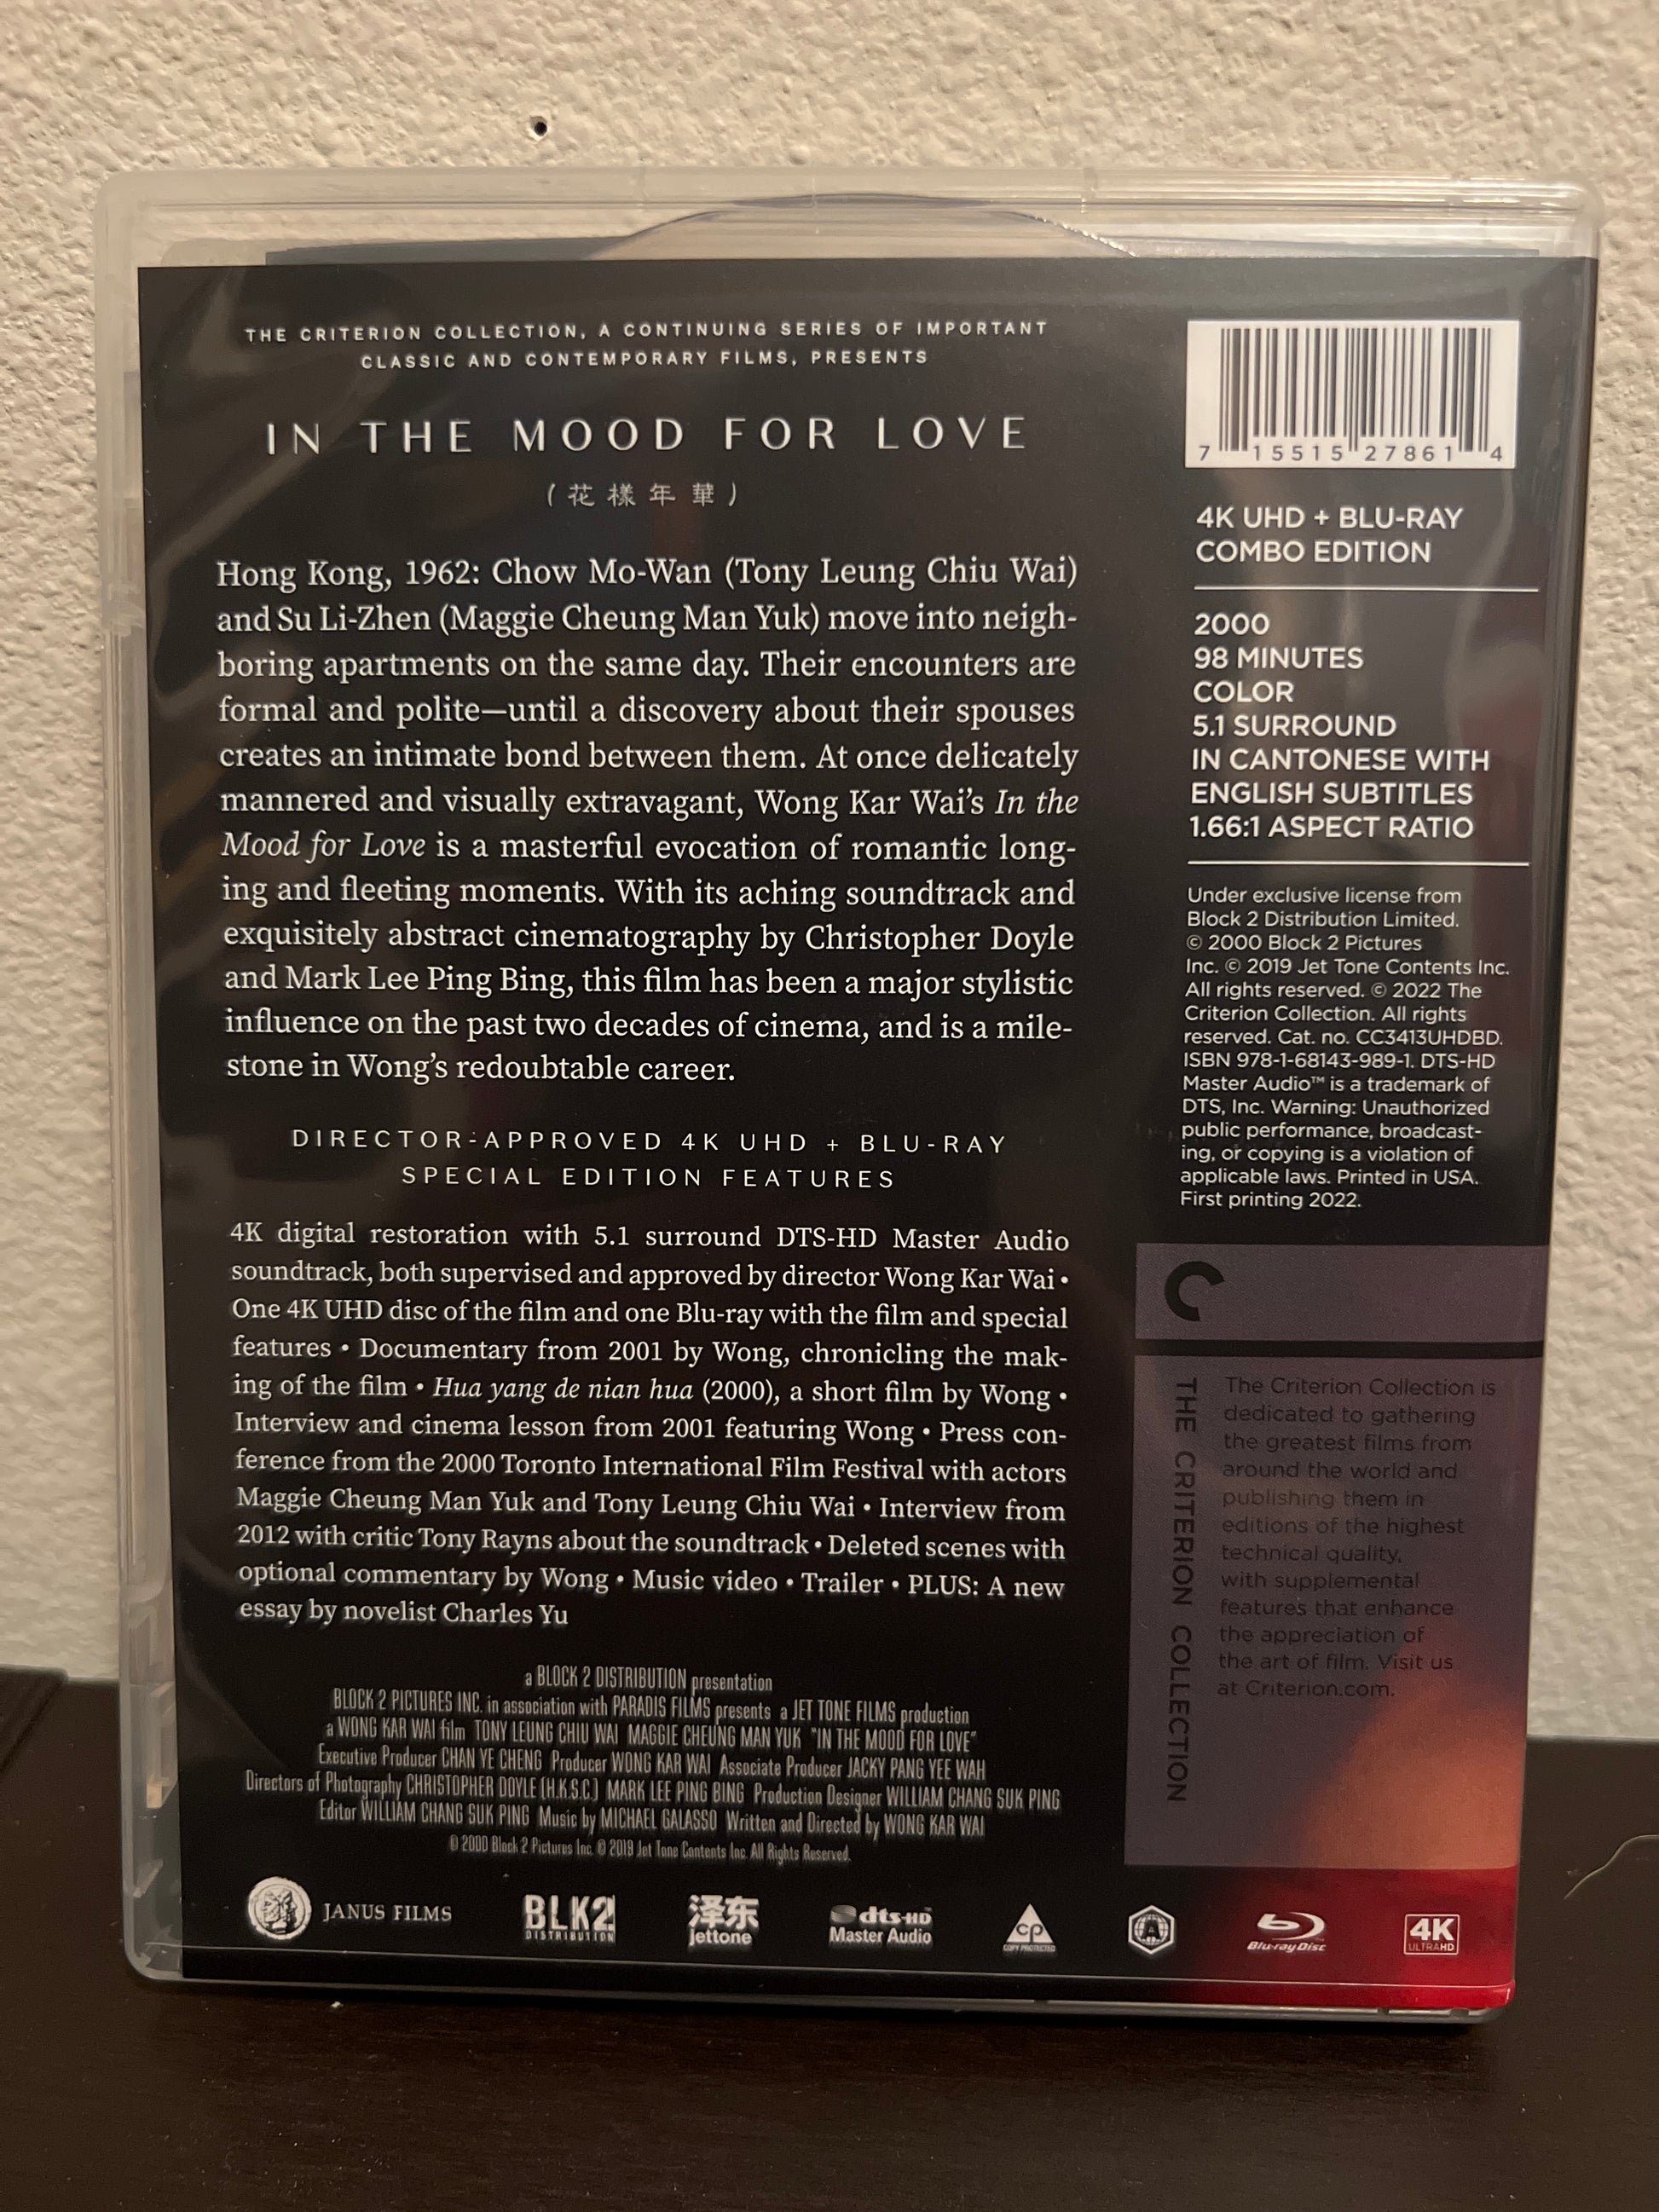 THE CRITERION COLLECTION, A CONTINUING SERIES OF IMPORTANT
CLASSIC AND CONTEMPORARY FILMS, PRESENTS
IN THE MOOD FOR LOVE
(花樣年華)
Hong Kong, 1962: Chow Mo-Wan (Tony Leung Chiu Wai)
and Su Li-Zhen (Maggie Cheung Man Yuk) move into neigh-
boring apartments on the same day. Their encounters are
formal and polite—until a discovery about their spouses
creates an intimate bond between them. At once delicately
mannered and visually extravagant, Wong Kar Wai’s In the
Mood for Love is a masterful evocation of romantic long-
ing and fleeting moments. With its aching soundtrack and
exquisitely abstract cinematography by Christopher Doyle
and Mark Lee Ping Bing, this film has been a major stylistic
influence on the past two decades of cinema, and is a mile-
stone in Wong’s redoubtable career.
DIRECTOR-APPROVED 4K UHD + BLU-RAY
SPECIAL EDITION FEATURES
4K digital restoration with 5.1 surround DTS-HD Master Audio
soundtrack, both supervised and approved by director Wong Kar Wai •
One 4K UHD disc of the film and one Blu-ray with the film and special
features • Documentary from 2001 by Wong, chronicling the mak-
ing of the film • Hua yang de nian hua (2000), a short film by Wong •
Interview and cinema lesson from 2001 featuring Wong • Press con-
ference from the 2000 Toronto International Film Festival with actors
Maggie Cheung Man Yuk and Tony Leung Chiu Wai • Interview from
2012 with critic Tony Rayns about the soundtrack • Deleted scenes with
optional commentary by Wong • Music video • Trailer • PLUS: A new
essay by novelist Charles Yu
a BLOCK 2 DISTRIBUTION presentation
BLOCK 2 PICTURES INC. in association with PARADIS FILMS presents a JET TONE FILMS production
a WONG KAR WAI film TONY LEUNG CHIU WAI MAGGIE CHEUNG MAN YUK "IN THE MOOD FOR LOVE"
Executive Producer CHAN YE CHENG Producer WONG KAR WAI Associate Producer JACKY PANG YEE WAH
Directors of Photography CHRISTOPHER DOYLE (H.K.S.C.) MARK LEE PING BING Production Designer WILLIAM CHANG SUK PING
Editor WILLIAM CHANG SUK PING Music by MICHAEL GALASSO Written and Directed by WONG KAR WAI
© 2000 Block 2 Pictures Inc. © 2019 Jet Tone Contents Inc. All Rights Reserved.
7 15515 27861 4
4K UHD + BLU-RAY
COMBO EDITION
2000
98 MINUTES
COLOR
5.1 SURROUND
IN CANTONESE WITH
ENGLISH SUBTITLES
1.66:1 ASPECT RATIO
Under exclusive license from
Block 2 Distribution Limited.
© 2000 Block 2 Pictures
Inc. © 2019 Jet Tone Contents Inc.
All rights reserved. © 2022 The
Criterion Collection. All rights
reserved. Cat. no. CC3413UHDBD.
ISBN 978-1-68143-989-1. DTS-HD
Master Audio™ is a trademark of
DTS, Inc. Warning: Unauthorized
public performance, broadcast-
ing, or copying is a violation of
applicable laws. Printed in USA.
First printing 2022.
THE CRITERION COLLECTION
The Criterion Collection is
dedicated to gathering
the greatest films from
around the world and
publishing them in
editions of the highest
technical quality,
with supplemental
features that enhance
the appreciation of
the art of film. Visit us
at Criterion.com.
JANUS FILMS
BLK2
DISTRIBUTION
泽东
jettone
dts-HD
Master Audio
CP
COPY PROTECTED
A
Blu-ray Disc
4K
ULTRA HD